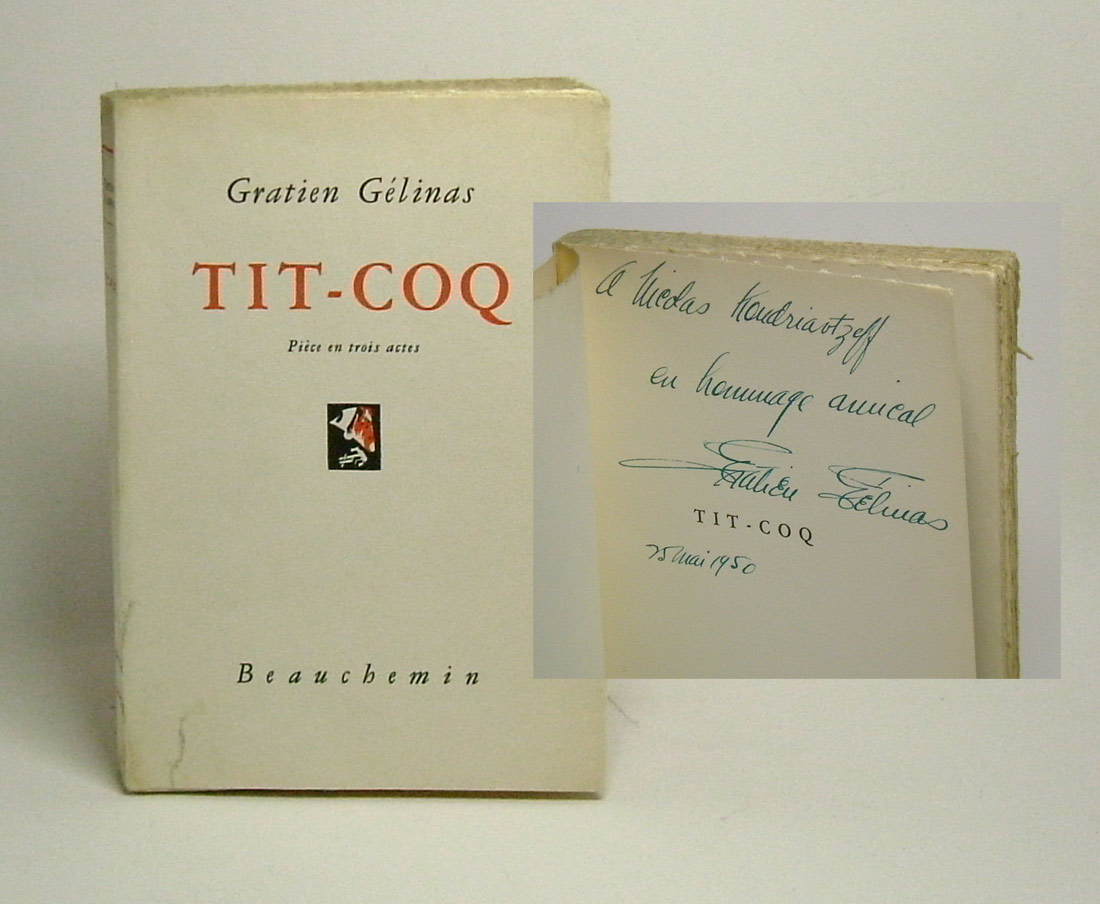 Gratien Gélinas
TIT-COQ
Pièce en trois actes
Beauchemin
A Nicolas Koudriavtzeff
en hommage amical
Gratien Gélinas
TIT-COQ
25 mai 1950